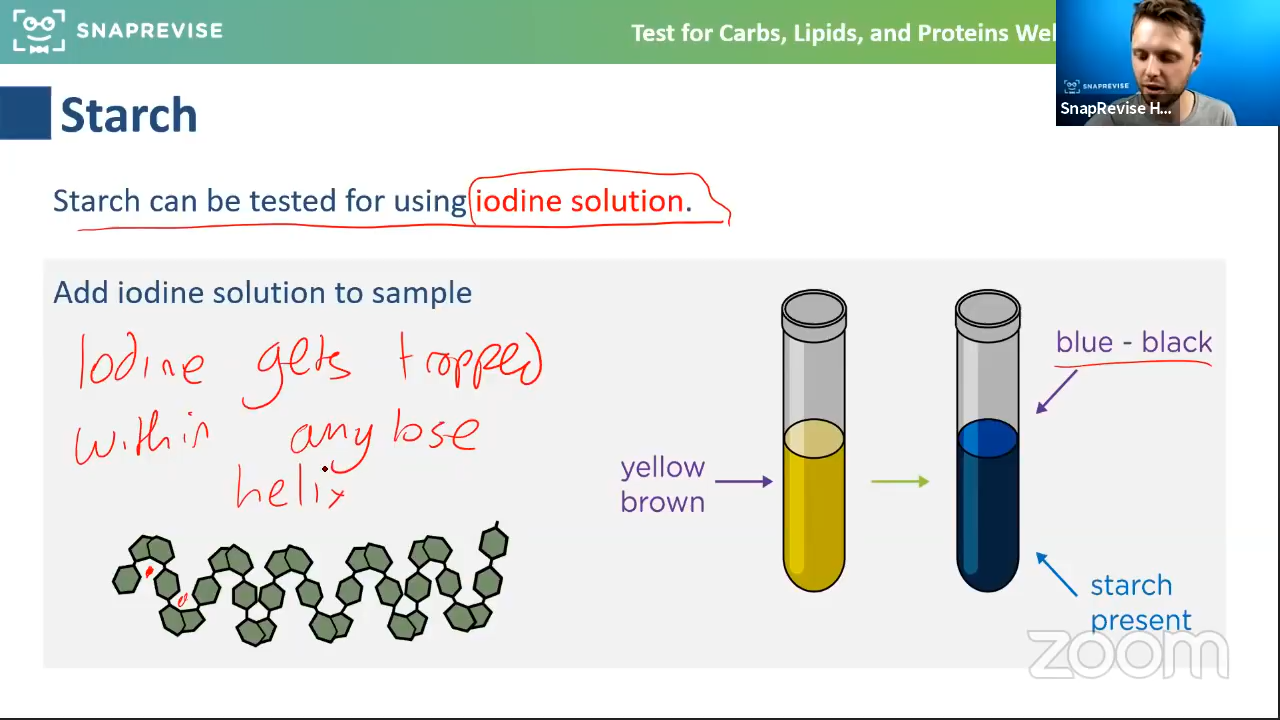 SNAPREVISE
Test for Carbs, Lipids, and Proteins We
SNAPREVISE
SnapRevise H...
Starch
Starch can be tested for using iodine solution.
Add iodine solution to sample
Iodine gets trapped
within amylose
helix
yellow
brown
blue - black
starch
present
zoom